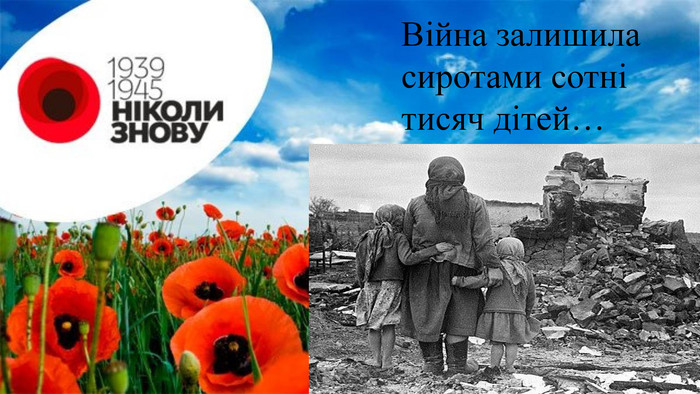 1939
1945
НІКОЛИ
ЗНОВУ
Війна залишила
сиротами сотні
тисяч дітей…